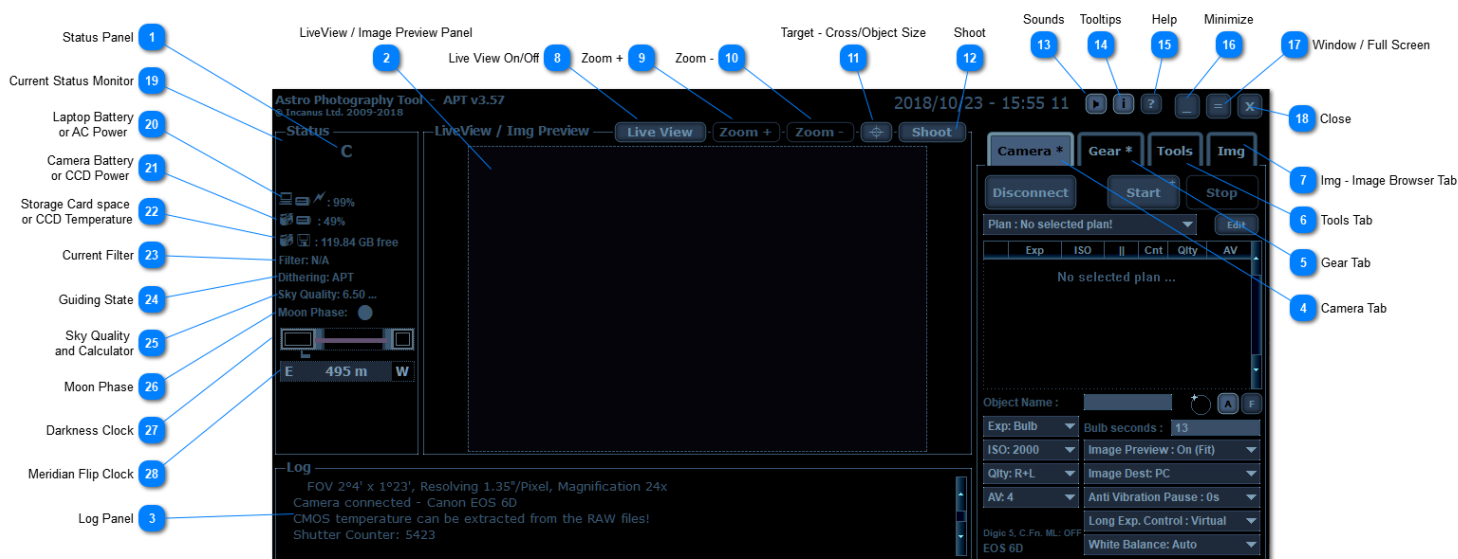 Status Panel 1
LiveView / Image Preview Panel
2
Live View On/Off 8
Zoom + 9
Zoom - 10
Target - Cross/Object Size
11
Shoot
12
Sounds
13
Tooltips
14
Help
15
Minimize
16
17 Window / Full Screen
18 Close
Current Status Monitor 19
Laptop Battery
or AC Power
20
Camera Battery
or CCD Power
21
Storage Card space
or CCD Temperature
22
Current Filter 23
Guiding State 24
Sky Quality
and Calculator
25
Moon Phase 26
Darkness Clock 27
Meridian Flip Clock 28
Log Panel 3
7 Img - Image Browser Tab
6 Tools Tab
5 Gear Tab
4 Camera Tab
Astro Photography Tool - APT v3.57
© Incanus Ltd. 2009-2018
2018/10/23 - 15:55 11
i
?
_
=
X
Status
C
: 99%
: 49%
: 119.84 GB free
Filter: N/A
Dithering: APT
Sky Quality: 6.50 ...
Moon Phase:
E 495 m W
LiveView / Img Preview
Live View
Zoom +
Zoom -
Shoot
Camera *
Gear *
Tools
Img
Disconnect
Start +
Stop
Plan : No selected plan!
Edit
Exp ISO || Cnt Qlty AV
No selected plan ...
Object Name :
A
F
Exp: Bulb
Bulb seconds : 13
ISO: 2000
Image Preview : On (Fit)
Qlty: R+L
Image Dest: PC
AV: 4
Anti Vibration Pause : 0s
Long Exp. Control : Virtual
Digic 5, C.Fn. ML: OFF
EOS 6D
White Balance: Auto
Log
FOV 2°4' x 1°23', Resolving 1.35"/Pixel, Magnification 24x
Camera connected - Canon EOS 6D
CMOS temperature can be extracted from the RAW files!
Shutter Counter: 5423